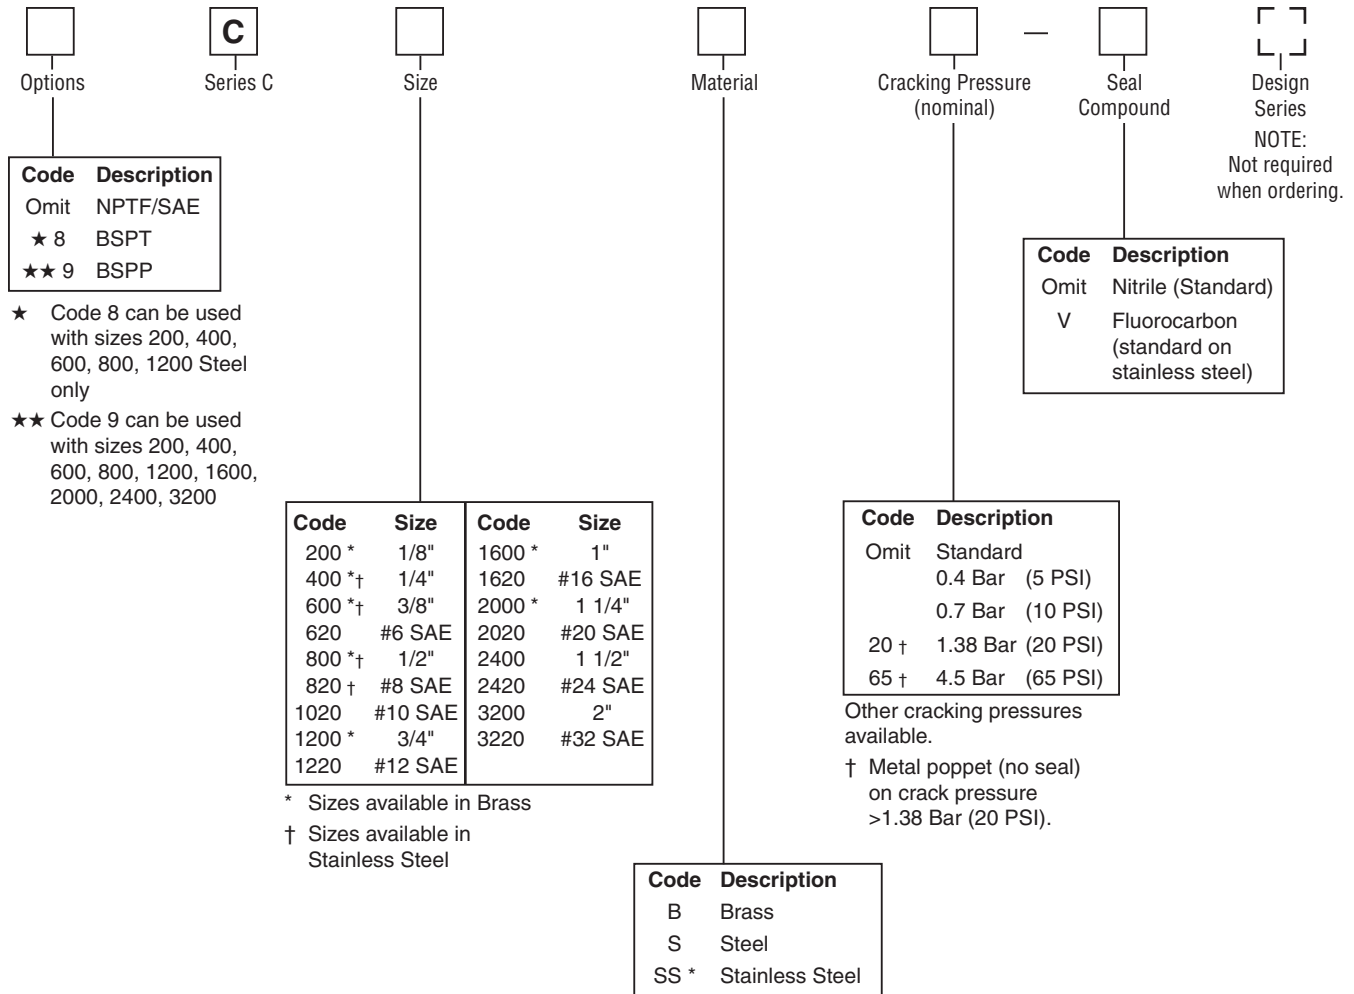 C
—
Options
Series C
Size
Material
Cracking Pressure
(nominal)
Seal
Compound
Design
Series
NOTE:
Not required
when ordering.
Code Description
Omit NPTF/SAE
★ 8 BSPT
★★ 9 BSPP
★ Code 8 can be used
with sizes 200, 400,
600, 800, 1200 Steel
only
★★ Code 9 can be used
with sizes 200, 400,
600, 800, 1200, 1600,
2000, 2400, 3200
Code Description
Omit Nitrile (Standard)
V Fluorocarbon
(standard on
stainless steel)
Code Size Code Size
200 * 1/8" 1600 * 1"
400 *† 1/4" 1620 #16 SAE
600 *† 3/8" 2000 * 1 1/4"
620 #6 SAE 2020 #20 SAE
800 *† 1/2" 2400 1 1/2"
820 † #8 SAE 2420 #24 SAE
1020 #10 SAE 3200 2"
1200 * 3/4" 3220 #32 SAE
1220 #12 SAE
* Sizes available in Brass
† Sizes available in
Stainless Steel
Code Description
Omit Standard
0.4 Bar (5 PSI)
0.7 Bar (10 PSI)
20 † 1.38 Bar (20 PSI)
65 † 4.5 Bar (65 PSI)
Other cracking pressures
available.
† Metal poppet (no seal)
on crack pressure
>1.38 Bar (20 PSI).
Code Description
B Brass
S Steel
SS * Stainless Steel